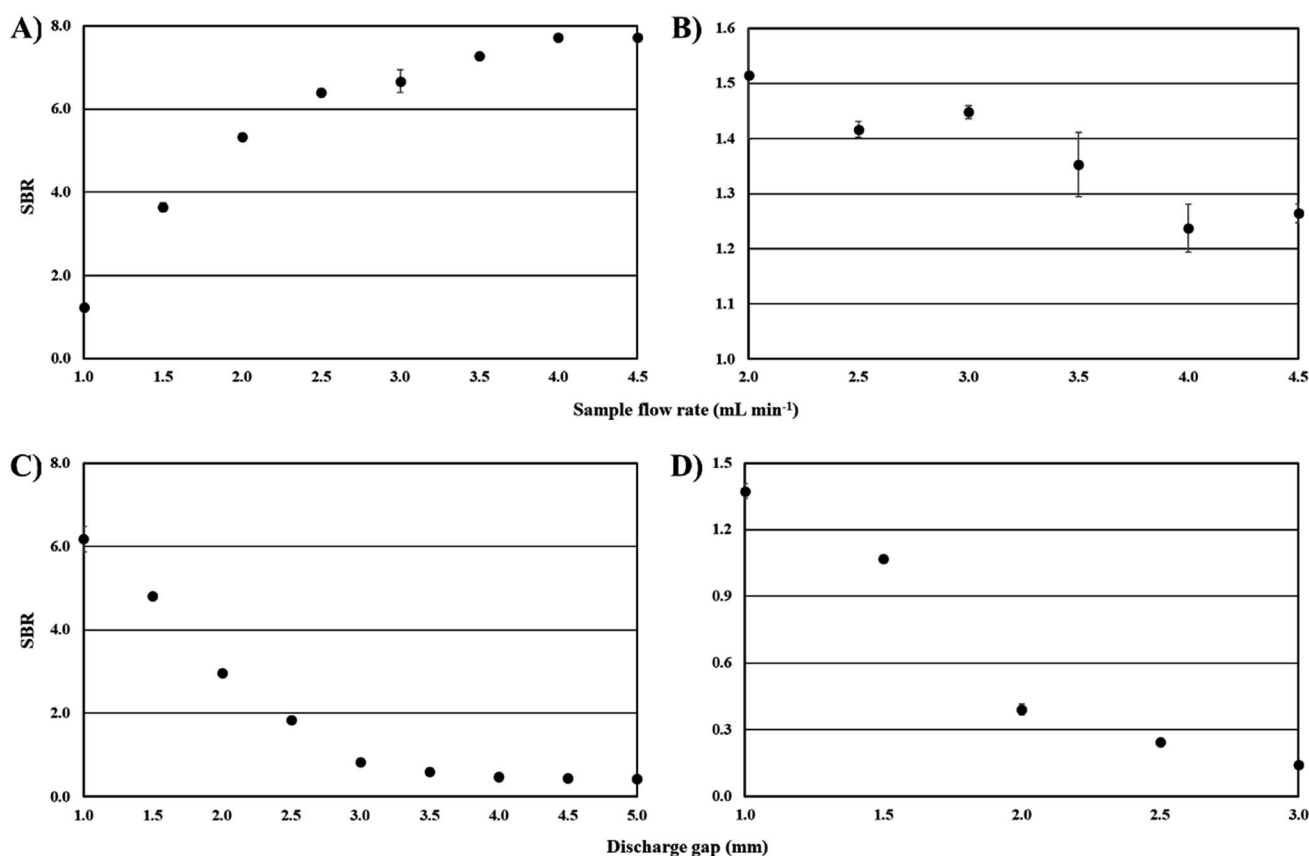 A)
8.0
6.0
4.0
2.0
0.0
SBR
1.0 1.5 2.0 2.5 3.0 3.5 4.0 4.5
B)
1.6
1.5
1.4
1.3
1.2
1.1
1.0
2.0 2.5 3.0 3.5 4.0 4.5
Sample flow rate (mL min⁻¹)
C)
8.0
6.0
4.0
2.0
0.0
SBR
1.0 1.5 2.0 2.5 3.0 3.5 4.0 4.5 5.0
D)
1.5
1.2
0.9
0.6
0.3
0.0
1.0 1.5 2.0 2.5 3.0
Discharge gap (mm)